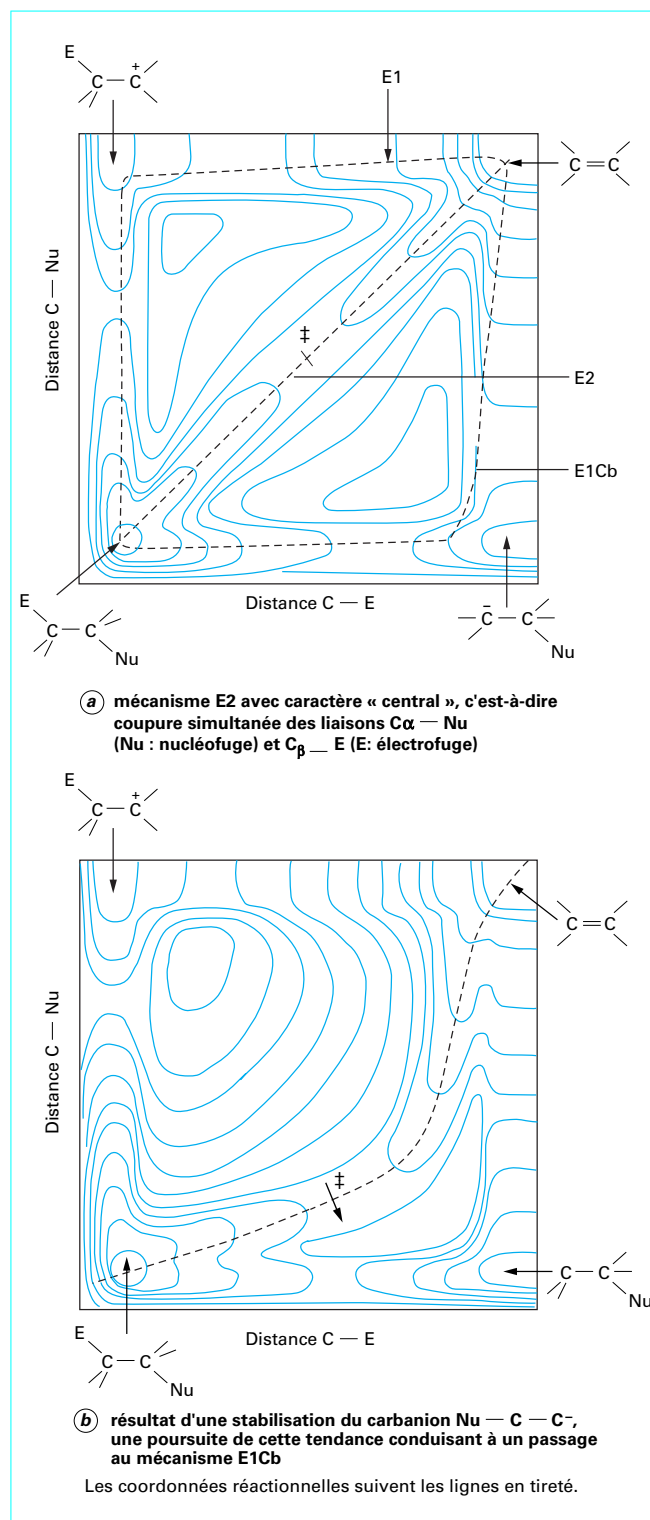 E
C — C⁺
E1
C = C
Distance C — Nu
‡
E2
E1Cb
E
C — C
Nu
Distance C — E
C̄ — C
Nu
a mécanisme E2 avec caractère « central », c'est-à-dire
coupure simultanée des liaisons Cα — Nu
(Nu : nucléofuge) et Cβ — E (E: électrofuge)
E
C — C⁺
C = C
Distance C — Nu
‡
C — C
Nu
Distance C — E
E
C — C
Nu
b résultat d'une stabilisation du carbanion Nu — C — C⁻,
une poursuite de cette tendance conduisant à un passage
au mécanisme E1Cb
Les coordonnées réactionnelles suivent les lignes en tireté.